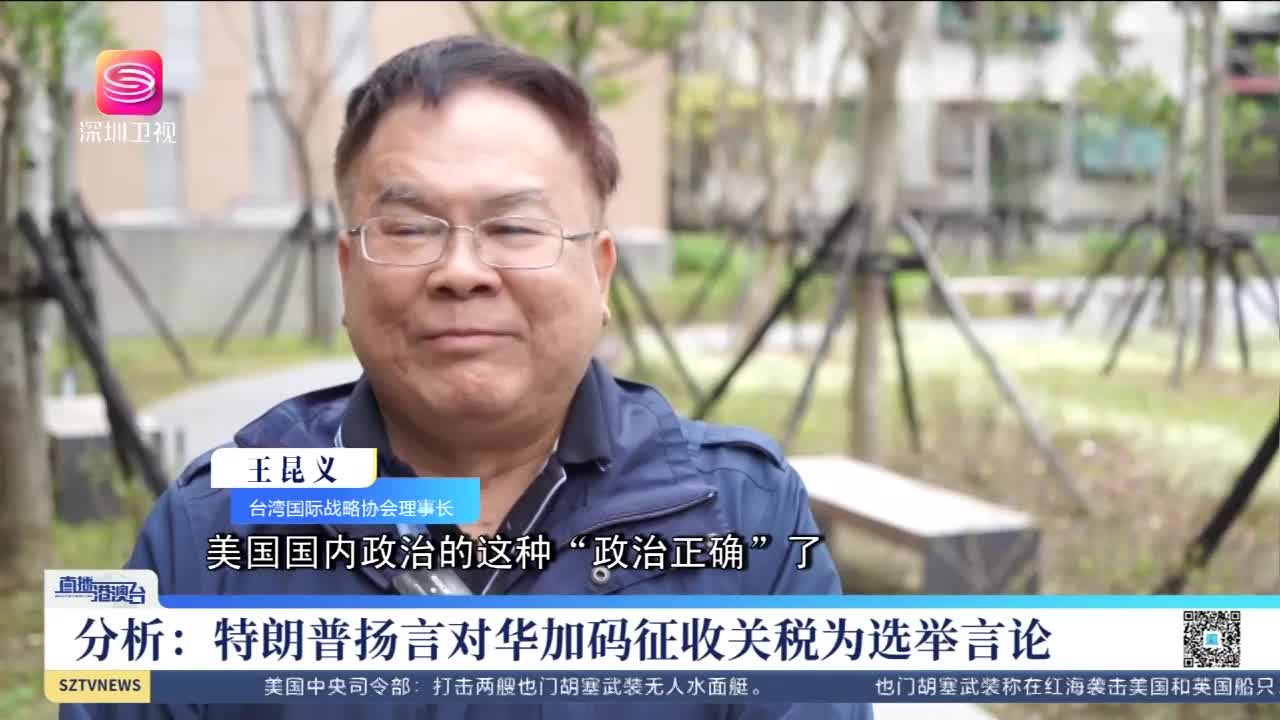 深圳卫视
王昆义
台湾国际战略协会理事长
美国国内政治的这种“政治正确”了
直播港澳台
分析：特朗普扬言对华加码征收关税为选举言论
SZTVNEWS
美国中央司令部：打击两艘也门胡塞武装无人水面艇。 也门胡塞武装称在红海袭击美国和英国船只